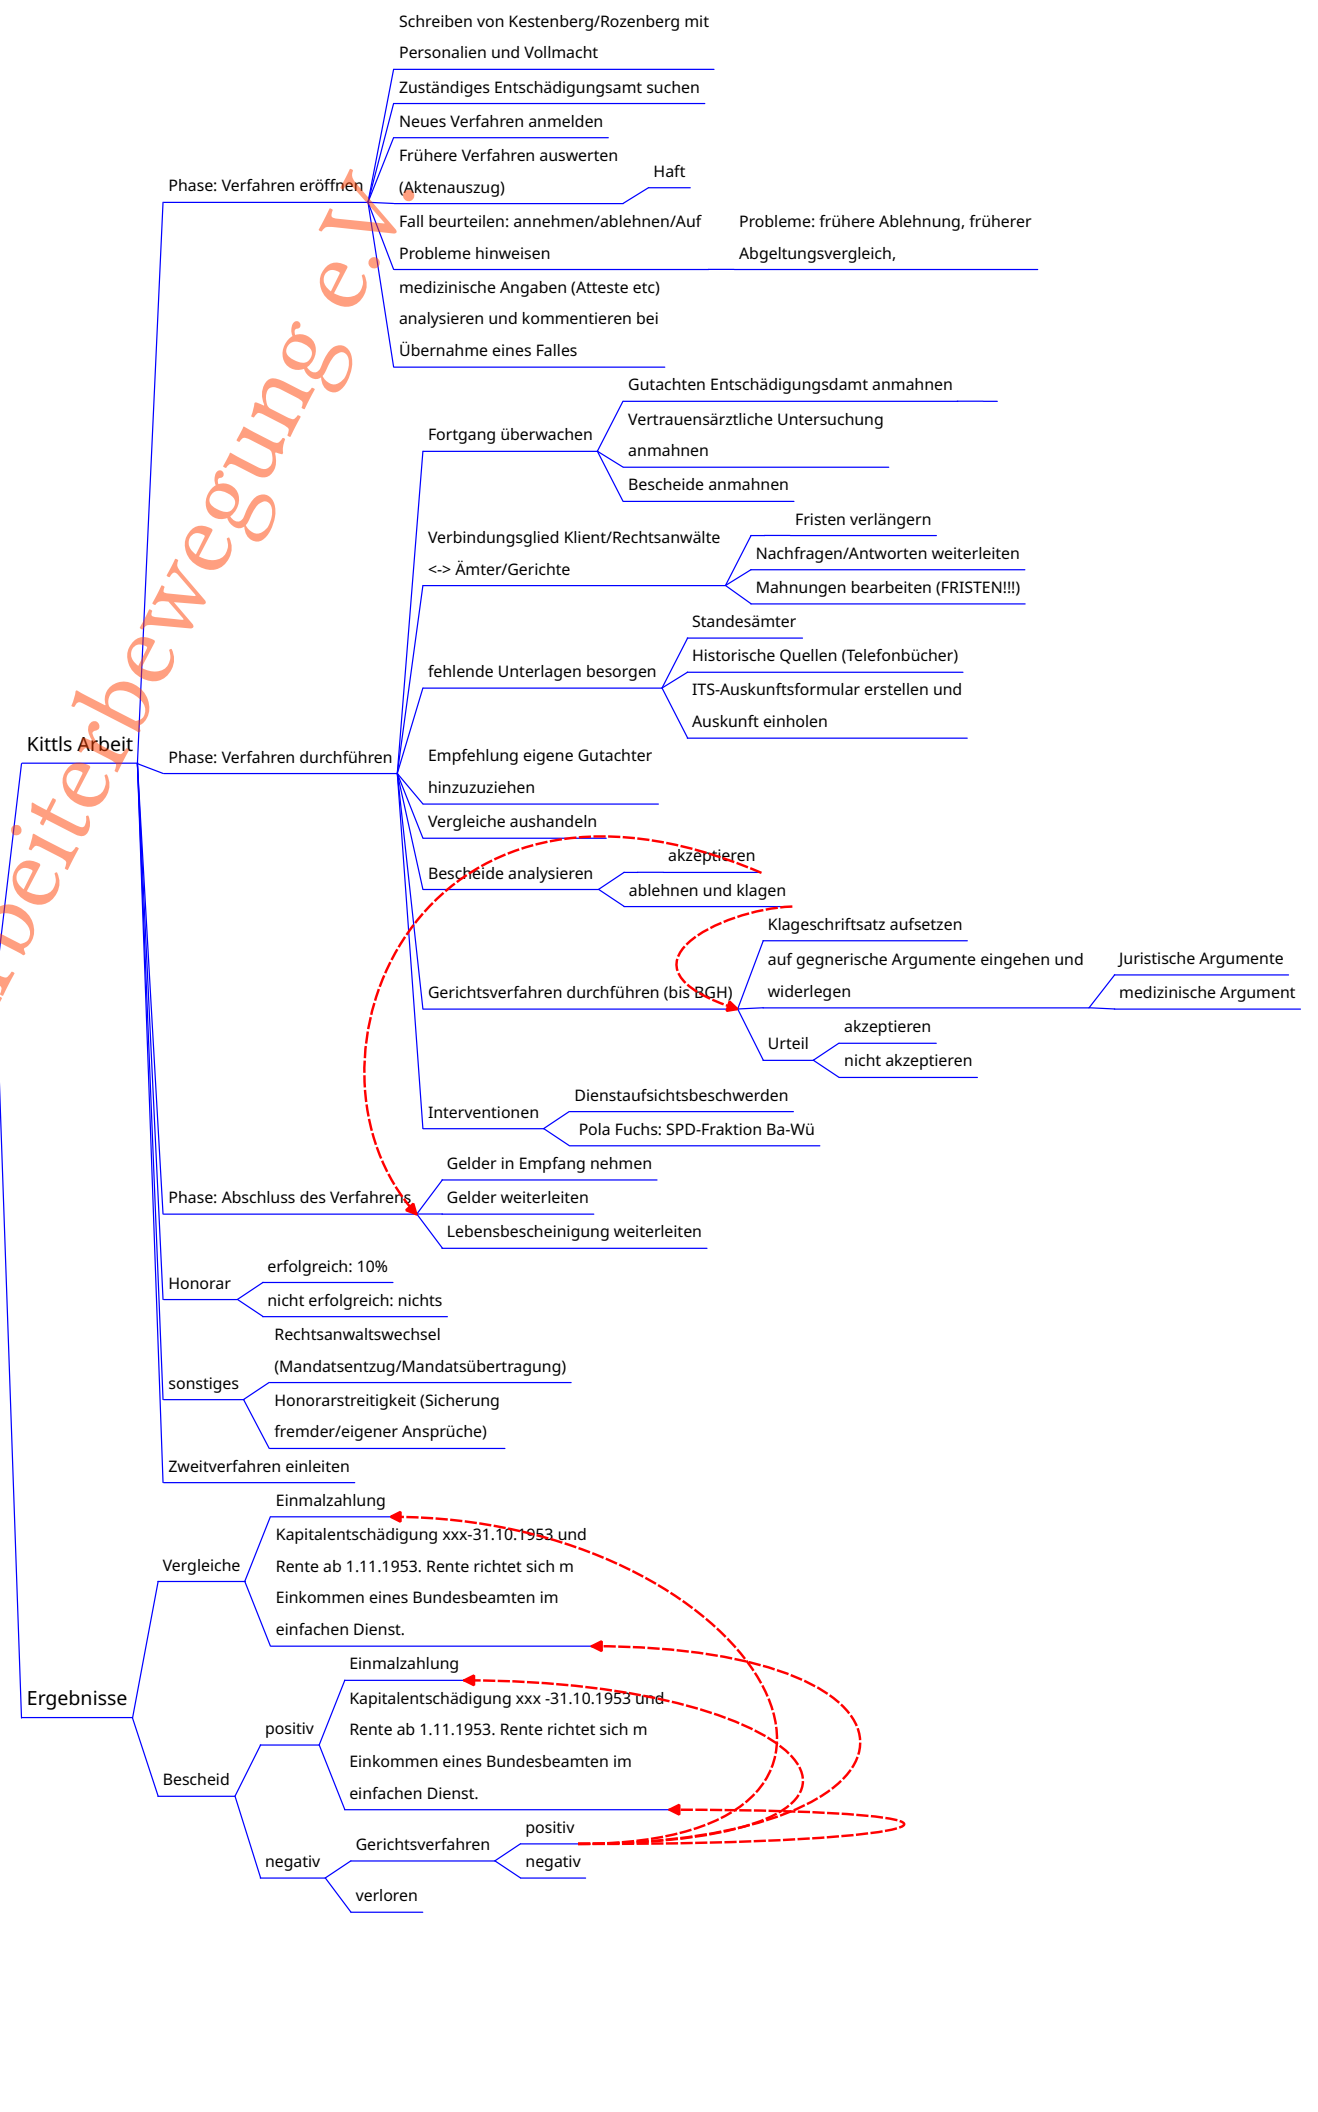 Schreiben von Kestenberg/Rozenberg mit
Personalien und Vollmacht
Zuständiges Entschädigungsamt suchen
Neues Verfahren anmelden
Frühere Verfahren auswerten
(Aktenauszug)
Haft
Phase: Verfahren eröffnen
Fall beurteilen: annehmen/ablehnen/Auf
Probleme hinweisen
Probleme: frühere Ablehnung, früherer
Abgeltungsvergleich,
medizinische Angaben (Atteste etc)
analysieren und kommentieren bei
Übernahme eines Falles
Gutachten Entschädigungsdamt anmahnen
Vertrauensärztliche Untersuchung
anmahnen
Fortgang überwachen
Bescheide anmahnen
Fristen verlängern
Verbindungsglied Klient/Rechtsanwälte
<-> Ämter/Gerichte
Nachfragen/Antworten weiterleiten
Mahnungen bearbeiten (FRISTEN!!!)
Standesämter
fehlende Unterlagen besorgen
Historische Quellen (Telefonbücher)
ITS-Auskunftsformular erstellen und
Auskunft einholen
Kittls Arbeit
Phase: Verfahren durchführen
Empfehlung eigene Gutachter
hinzuzuziehen
Vergleiche aushandeln
Bescheide analysieren
akzeptieren
ablehnen und klagen
Klageschriftsatz aufsetzen
auf gegnerische Argumente eingehen und
widerlegen
Juristische Argumente
medizinische Argument
Gerichtsverfahren durchführen (bis BGH)
Urteil
akzeptieren
nicht akzeptieren
Interventionen
Dienstaufsichtsbeschwerden
Pola Fuchs: SPD-Fraktion Ba-Wü
Phase: Abschluss des Verfahrens
Gelder in Empfang nehmen
Gelder weiterleiten
Lebensbescheinigung weiterleiten
Honorar
erfolgreich: 10%
nicht erfolgreich: nichts
sonstiges
Rechtsanwaltswechsel
(Mandatsentzug/Mandatsübertragung)
Honorarstreitigkeit (Sicherung
fremder/eigener Ansprüche)
Zweitverfahren einleiten
Ergebnisse
Vergleiche
Einmalzahlung
Kapitalentschädigung xxx-31.10.1953 und
Rente ab 1.11.1953. Rente richtet sich m
Einkommen eines Bundesbeamten im
einfachen Dienst.
Bescheid
positiv
Einmalzahlung
Kapitalentschädigung xxx -31.10.1953 und
Rente ab 1.11.1953. Rente richtet sich m
Einkommen eines Bundesbeamten im
einfachen Dienst.
negativ
Gerichtsverfahren
positiv
negativ
verloren
rbeiterbewegung e.V.